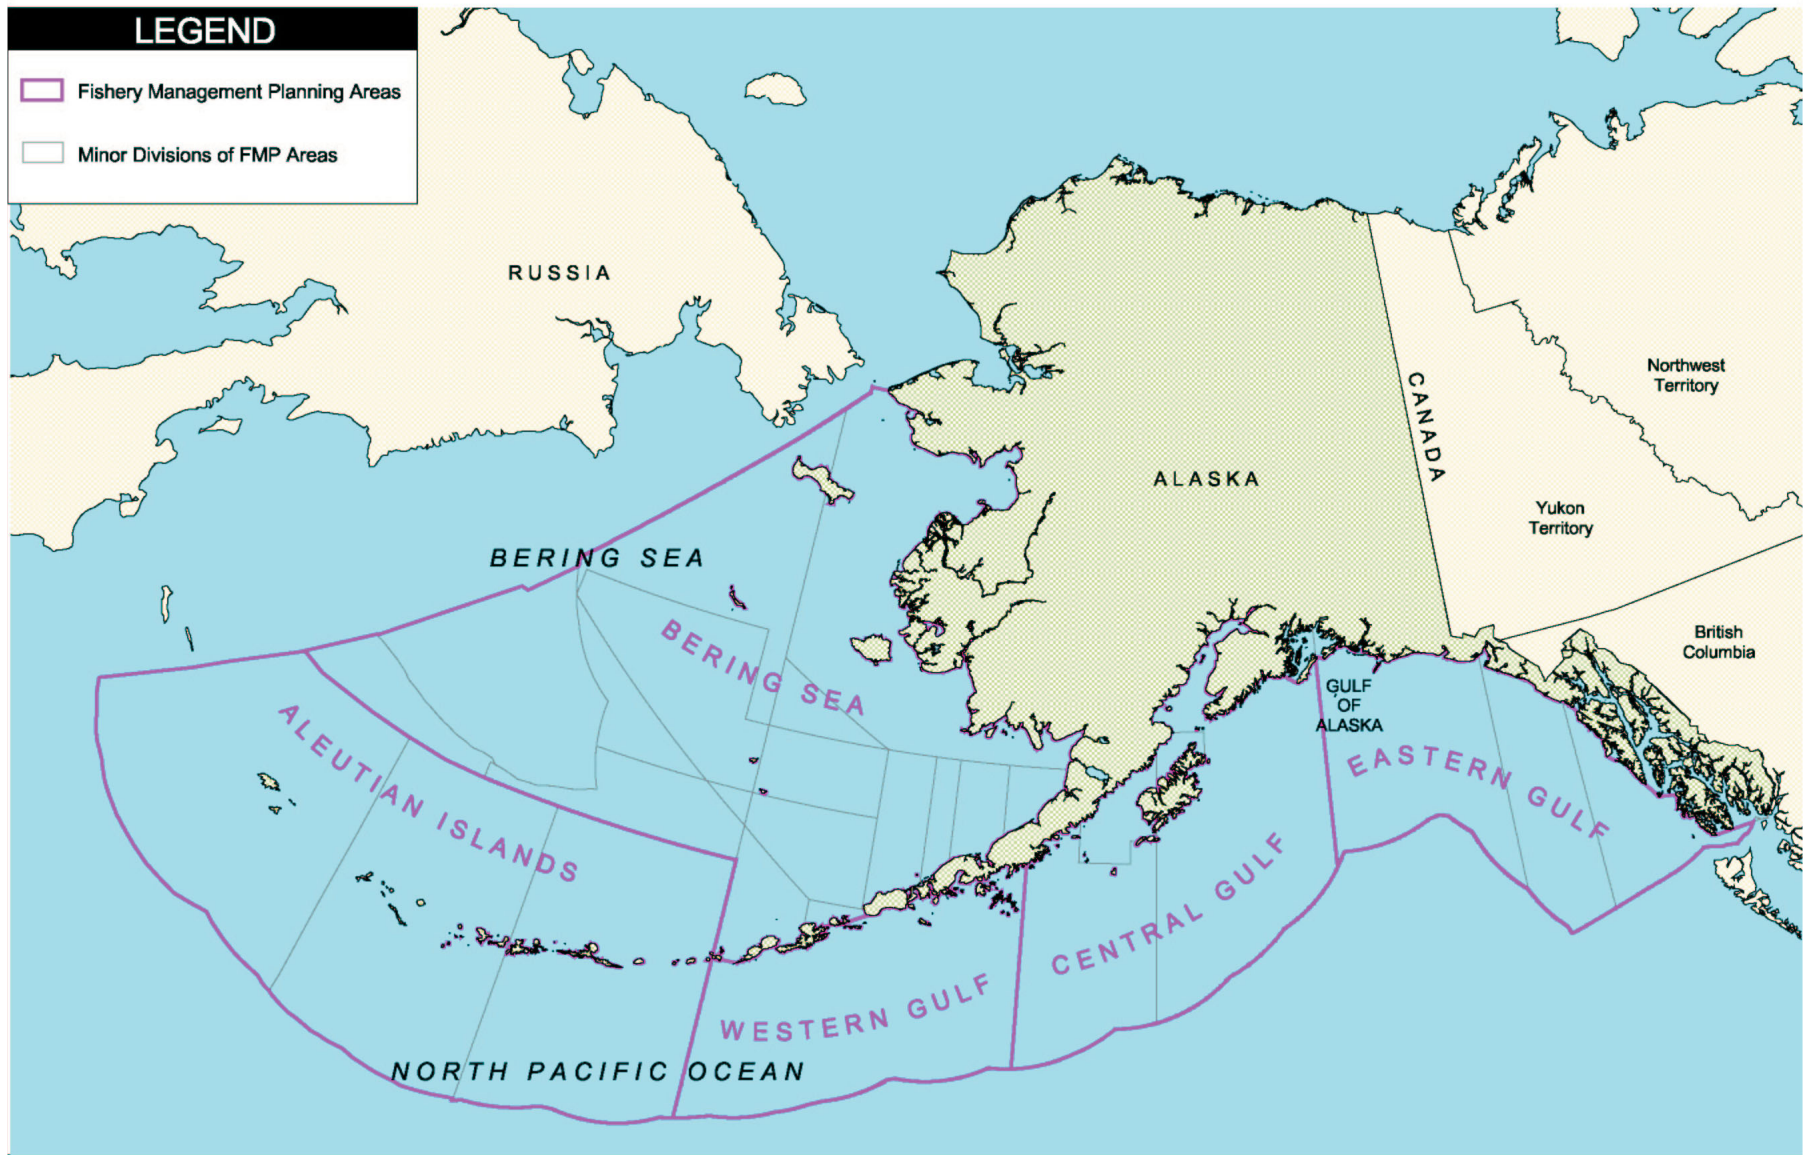 LEGEND
Fishery Management Planning Areas
Minor Divisions of FMP Areas
RUSSIA
Northwest
Territory
CANADA
ALASKA
Yukon
Territory
BERING SEA
British
Columbia
BERING SEA
GULF
OF
ALASKA
ALEUTIAN ISLANDS
EASTERN GULF
CENTRAL GULF
WESTERN GULF
NORTH PACIFIC OCEAN